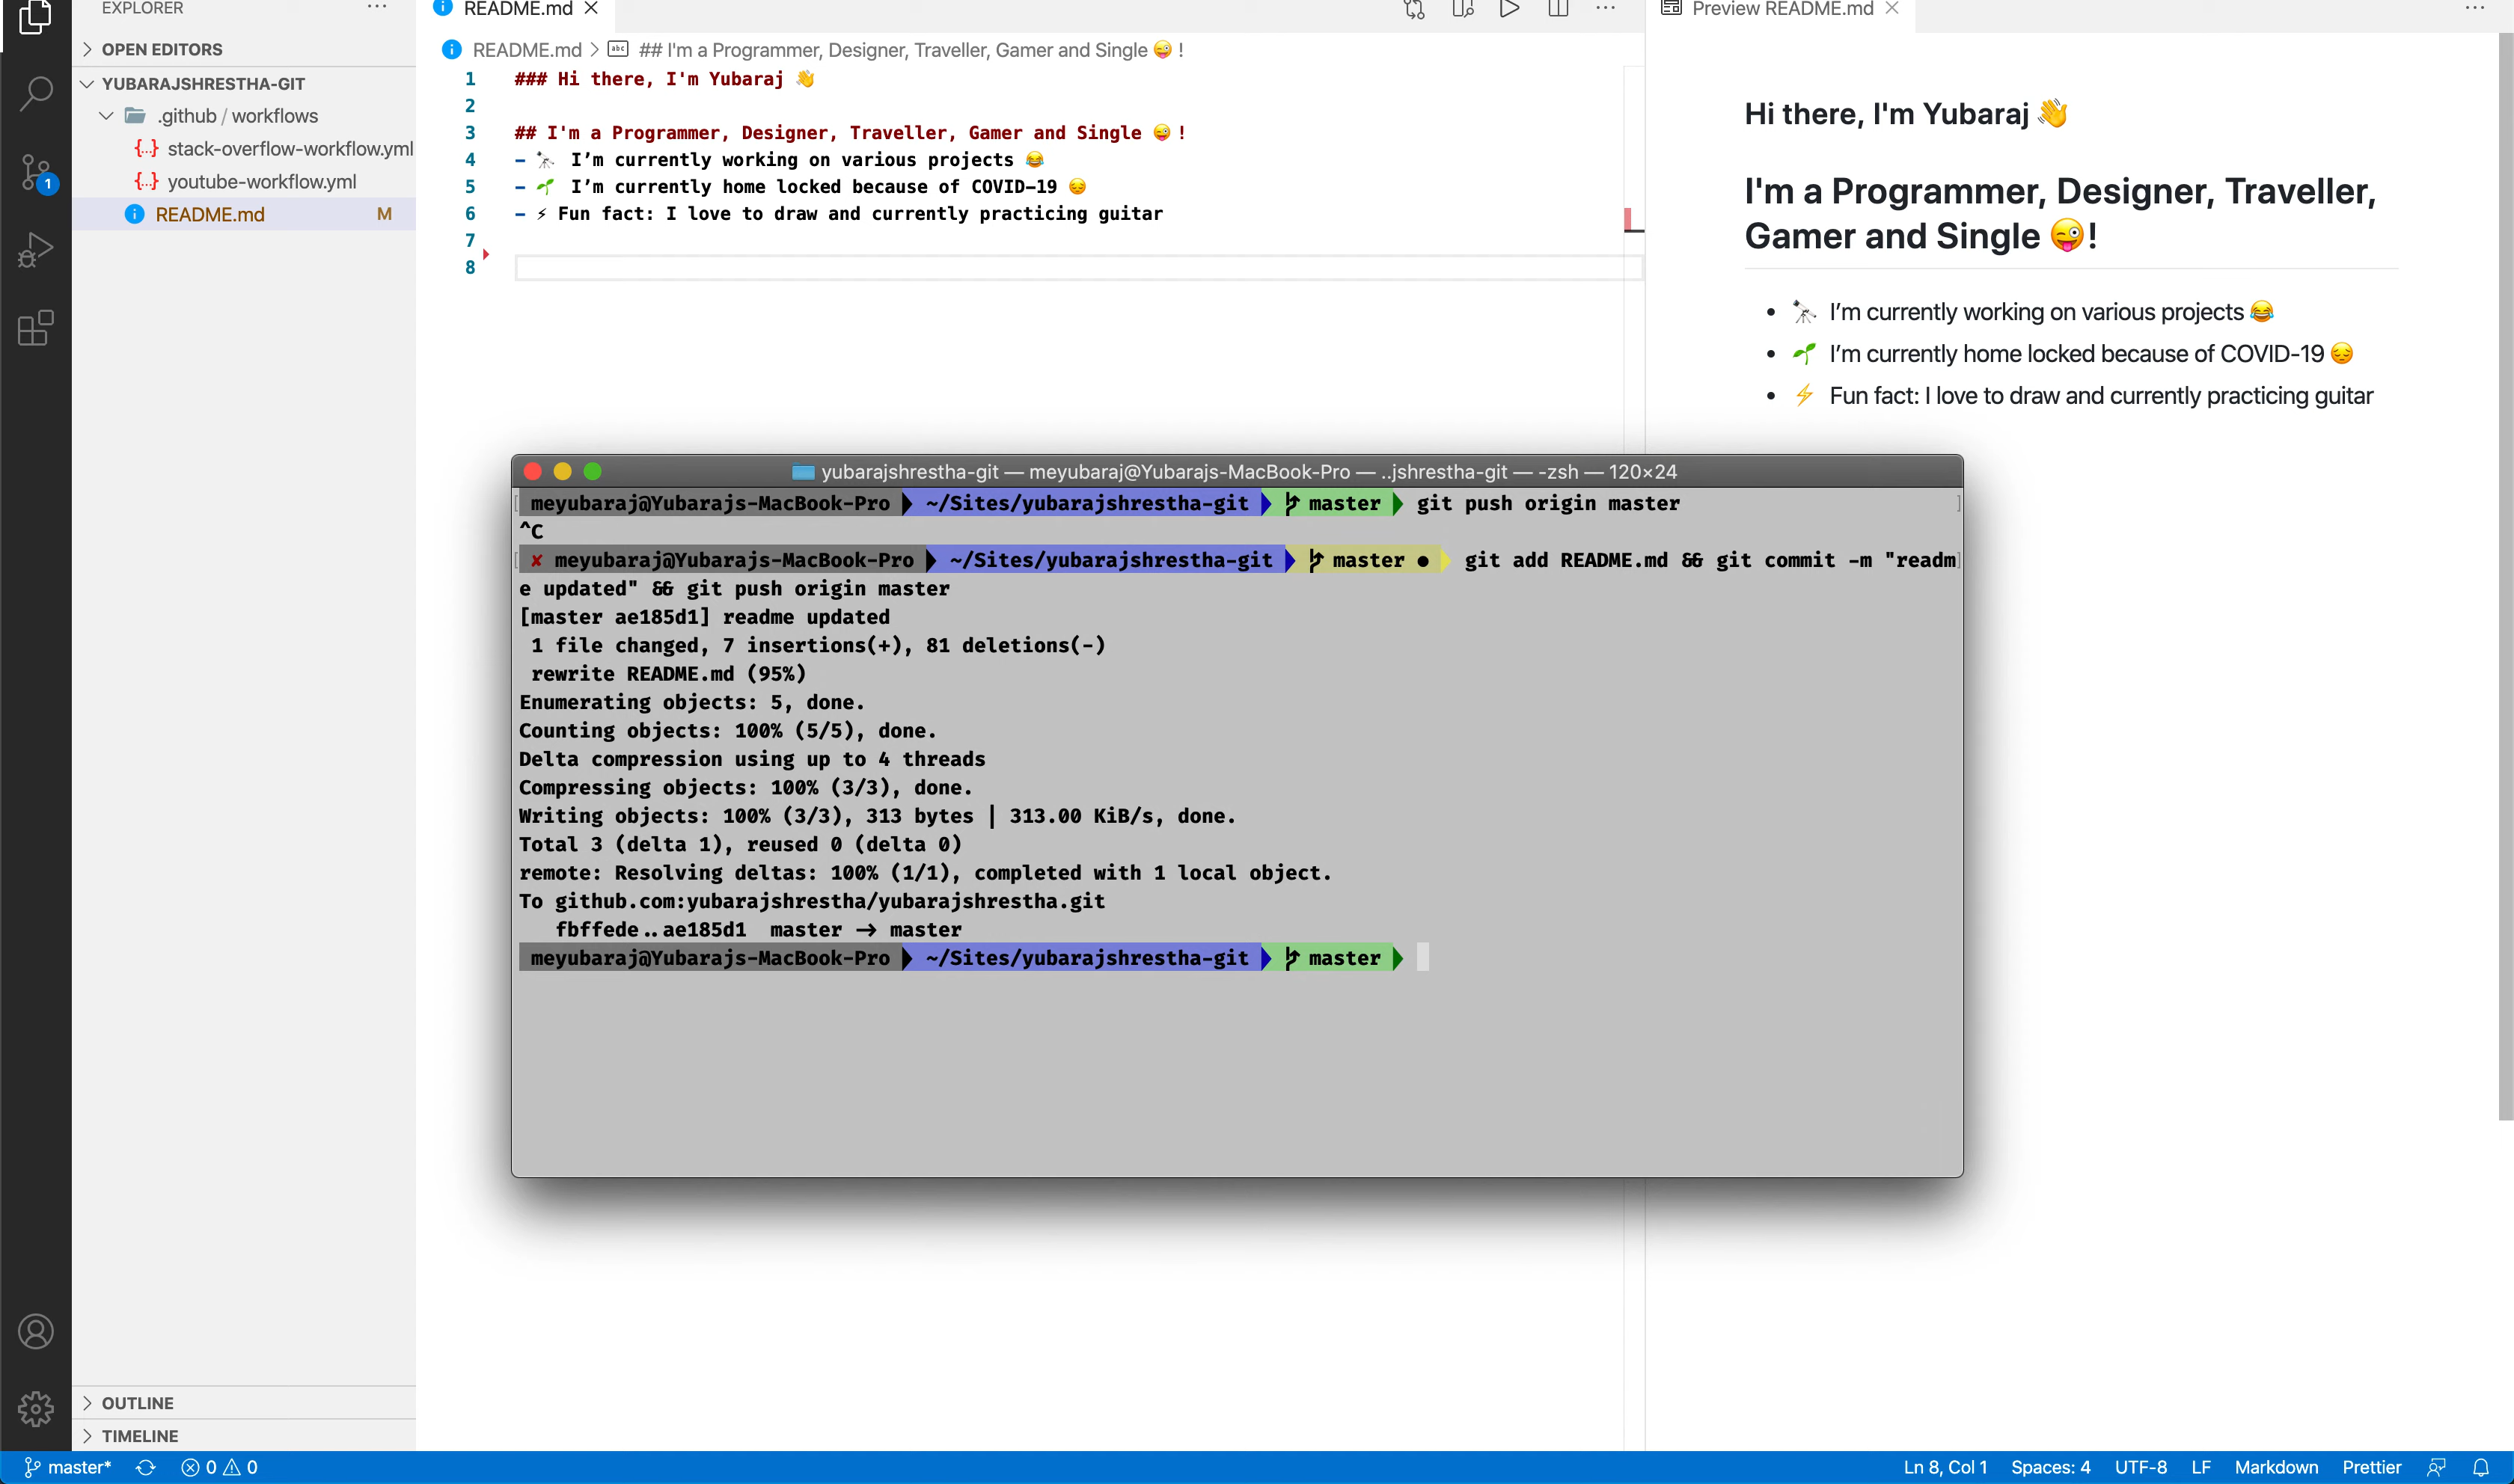 EXPLORER
OPEN EDITORS
YUBARAJSHRESTHA-GIT
.github / workflows
{...} stack-overflow-workflow.yml
{...} youtube-workflow.yml
README.md M
1
OUTLINE
TIMELINE
README.md
README.md > ## I'm a Programmer, Designer, Traveller, Gamer and Single 😜 !
1 ### Hi there, I'm Yubaraj 👋
2
3 ## I'm a Programmer, Designer, Traveller, Gamer and Single 😜 !
4 - 🔭 I’m currently working on various projects 😂
5 - 🌱 I’m currently home locked because of COVID-19 😔
6 - ⚡ Fun fact: I love to draw and currently practicing guitar
7
8
Preview README.md
Hi there, I'm Yubaraj 👋
I'm a Programmer, Designer, Traveller,
Gamer and Single 😜!
• 🔭 I’m currently working on various projects 😂
• 🌱 I’m currently home locked because of COVID-19 😔
• ⚡ Fun fact: I love to draw and currently practicing guitar
yubarajshrestha-git — meyubaraj@Yubarajs-MacBook-Pro — ..jshrestha-git — -zsh — 120×24
meyubaraj@Yubarajs-MacBook-Pro ~/Sites/yubarajshrestha-git master git push origin master
^C
✘ meyubaraj@Yubarajs-MacBook-Pro ~/Sites/yubarajshrestha-git master ● git add README.md && git commit -m "readm
e updated" && git push origin master
[master ae185d1] readme updated
1 file changed, 7 insertions(+), 81 deletions(-)
rewrite README.md (95%)
Enumerating objects: 5, done.
Counting objects: 100% (5/5), done.
Delta compression using up to 4 threads
Compressing objects: 100% (3/3), done.
Writing objects: 100% (3/3), 313 bytes | 313.00 KiB/s, done.
Total 3 (delta 1), reused 0 (delta 0)
remote: Resolving deltas: 100% (1/1), completed with 1 local object.
To github.com:yubarajshrestha/yubarajshrestha.git
fbffede..ae185d1 master -> master
meyubaraj@Yubarajs-MacBook-Pro ~/Sites/yubarajshrestha-git master
master* 0 0 Ln 8, Col 1 Spaces: 4 UTF-8 LF Markdown Prettier